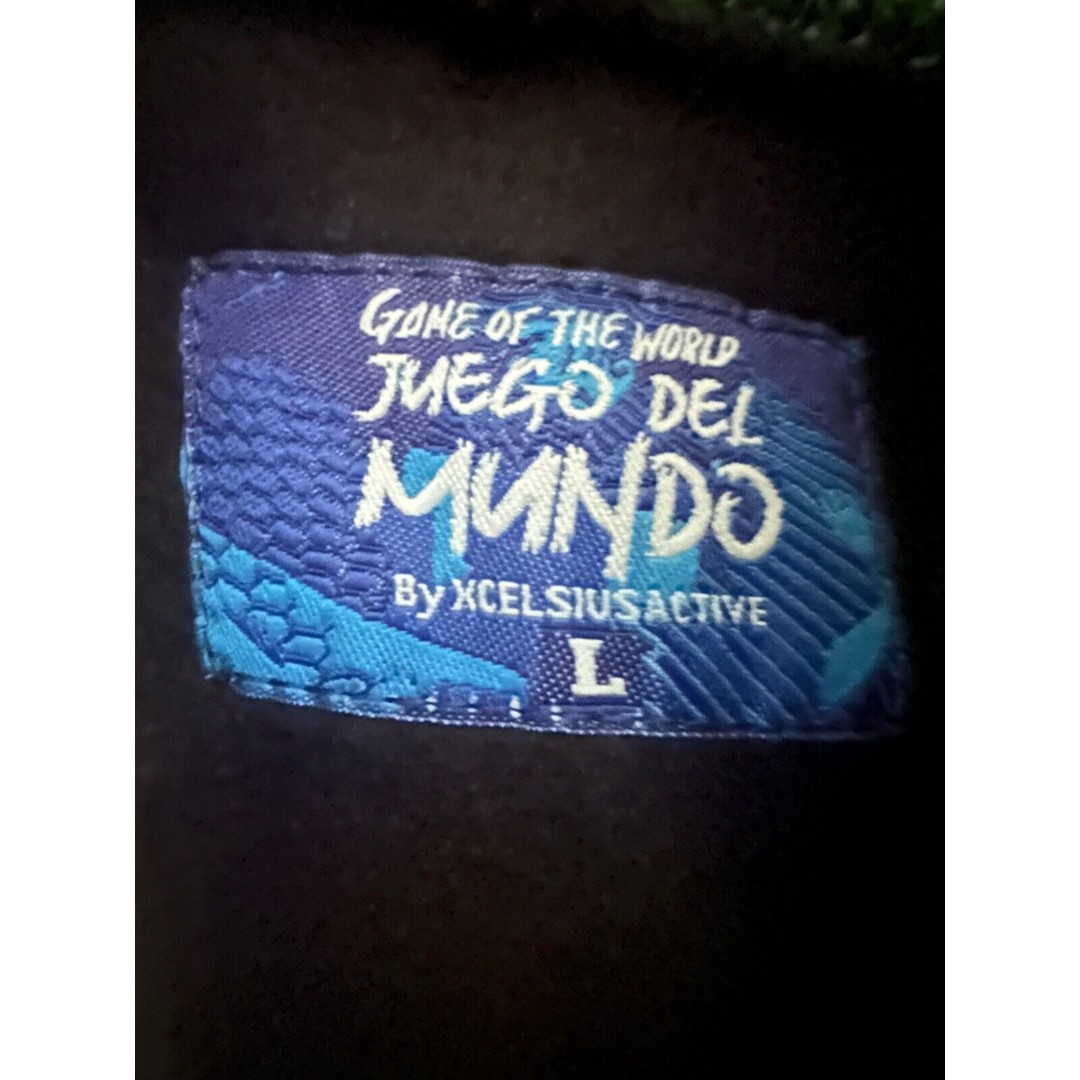 GAME OF THE WORLD
JUEGO DEL
MUNDO
By XCELSIUSACTIVE
L